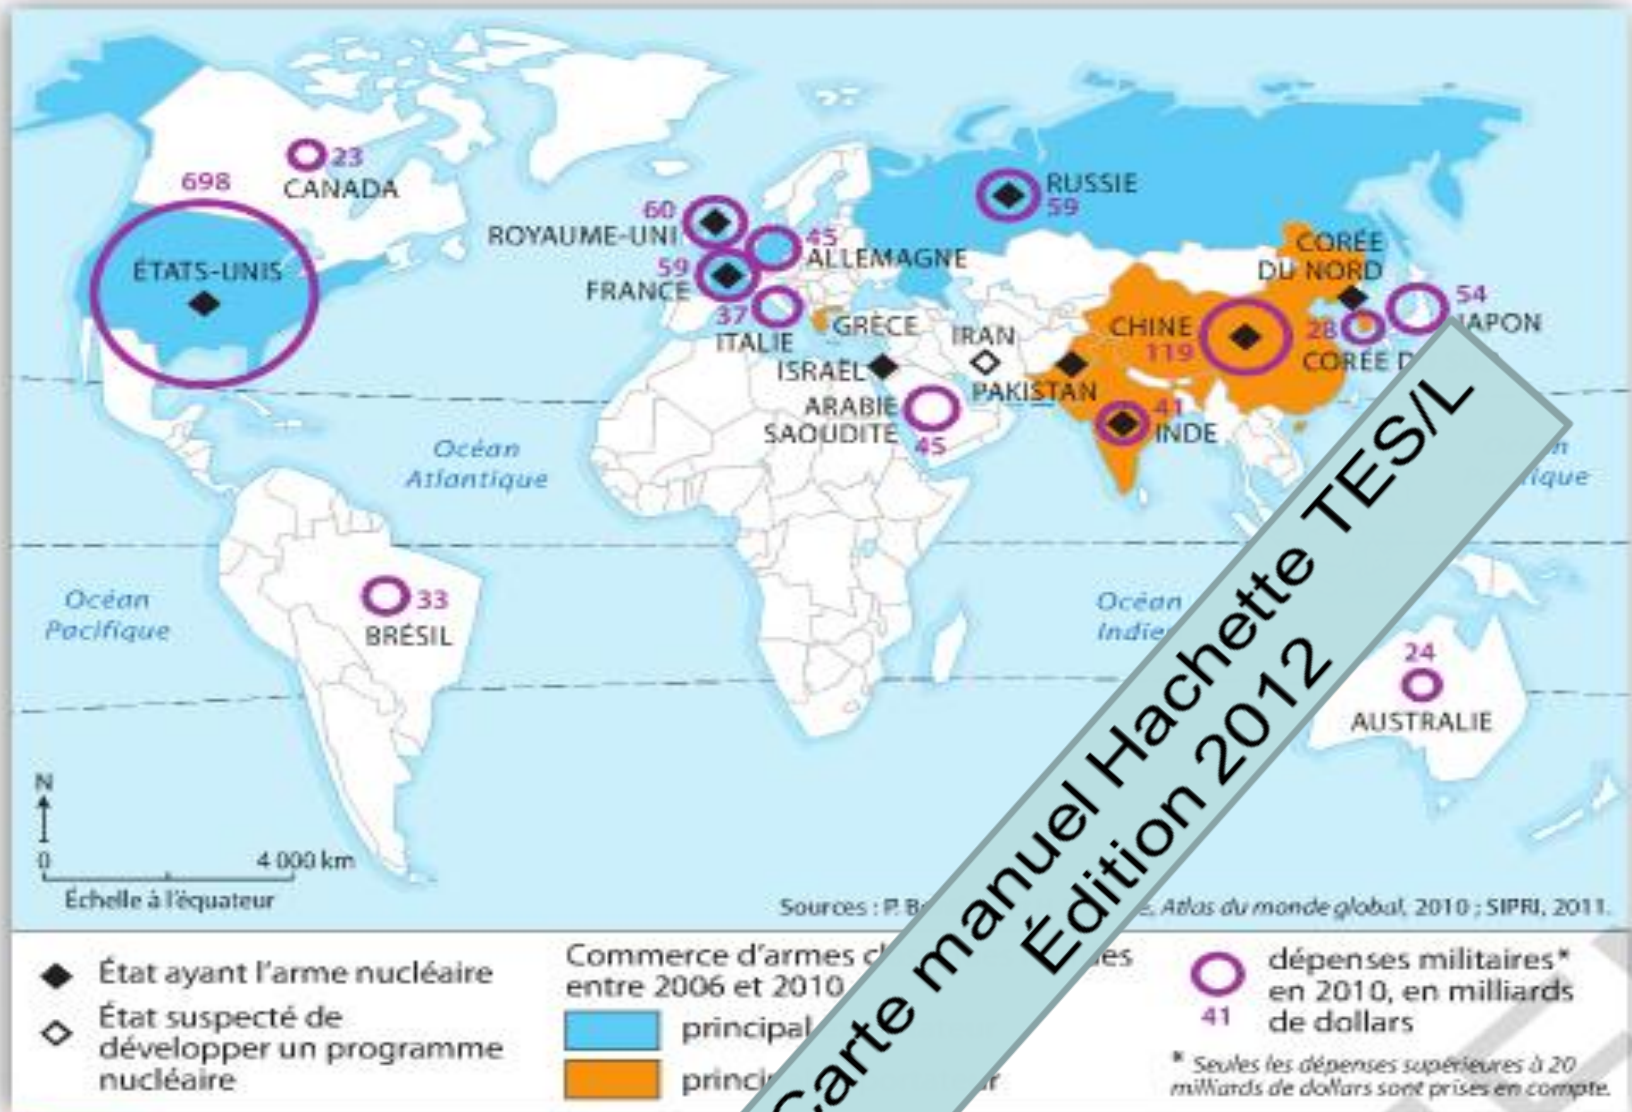 23
CANADA
698
ÉTATS-UNIS
60
ROYAUME-UNI
45
ALLEMAGNE
59
FRANCE
37
ITALIE
GRÈCE
RUSSIE
59
CORÉE
DU NORD
54
JAPON
28
CORÉE
CHINE
119
IRAN
ISRAËL
PAKISTAN
ARABIE
SAOUDITE
45
41
INDE
Océan
Atlantique
Océan
Pacifique
33
BRÉSIL
Océan
24
AUSTRALIE
N
0
4 000 km
Échelle à l'équateur
Sources : P.
Atlas du monde global, 2010 ; SIPRI, 2011.
Carte manuel Hachette TES/L
Édition 2012
État ayant l'arme nucléaire
État suspecté de
développer un programme
nucléaire
Commerce d'armes
entre 2006 et 2010
principal
dépenses militaires*
en 2010, en milliards
de dollars
41
* Seules les dépenses supérieures à 20
milliards de dollars sont prises en compte.